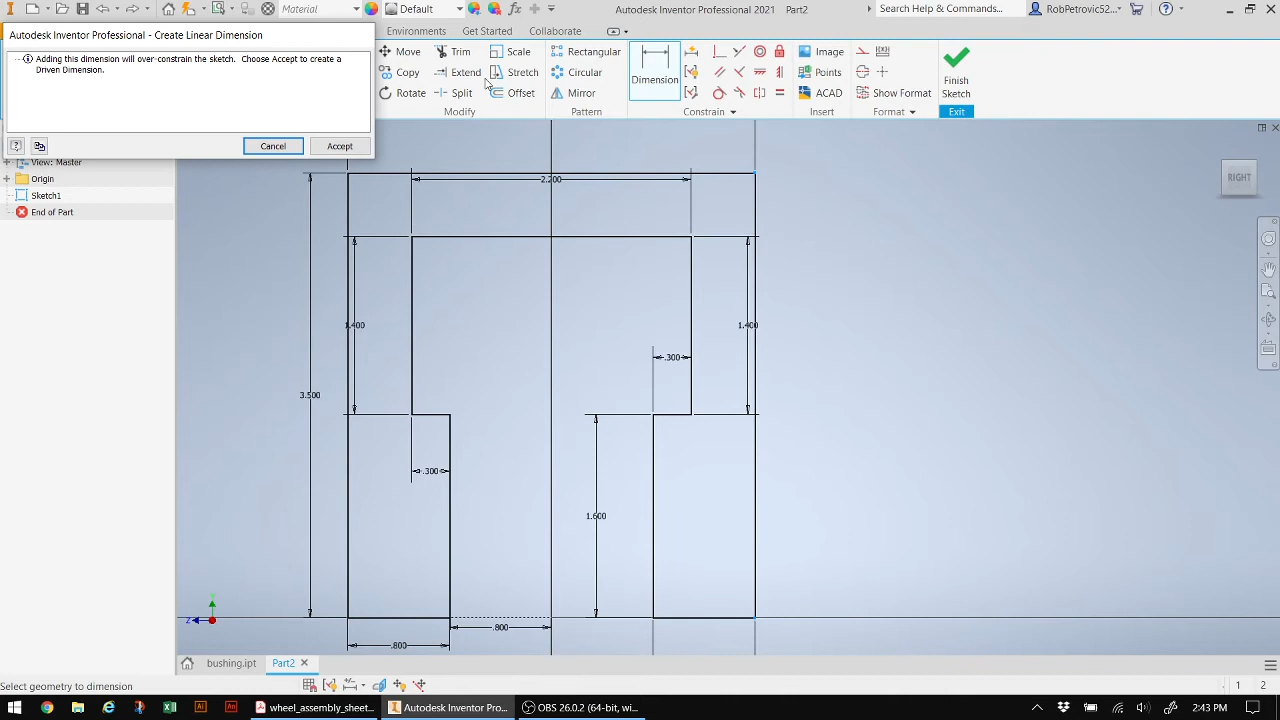 Material
Default
Autodesk Inventor Professional 2021 Part2
Search Help & Commands...
RobPetrovic52...
Autodesk Inventor Professional - Create Linear Dimension
Environments
Get Started
Collaborate
Adding this dimension will over-constrain the sketch. Choose Accept to create a
Driven Dimension.
Cancel
Accept
Move
Trim
Scale
Copy
Extend
Stretch
Rotate
Split
Offset
Modify
Rectangular
Circular
Mirror
Pattern
Dimension
Constrain
Image
Points
ACAD
Insert
Show Format
Format
Finish
Sketch
Exit
View: Master
Origin
Sketch1
End of Part
RIGHT
2.200
1.400
1.400
.300
3.500
.300
1.600
.800
.800
Y
Z
bushing.ipt
Part2
Select geometry to dimension
1
2
wheel_assembly_sheet...
Autodesk Inventor Pro...
OBS 26.0.2 (64-bit, wi...
2:43 PM